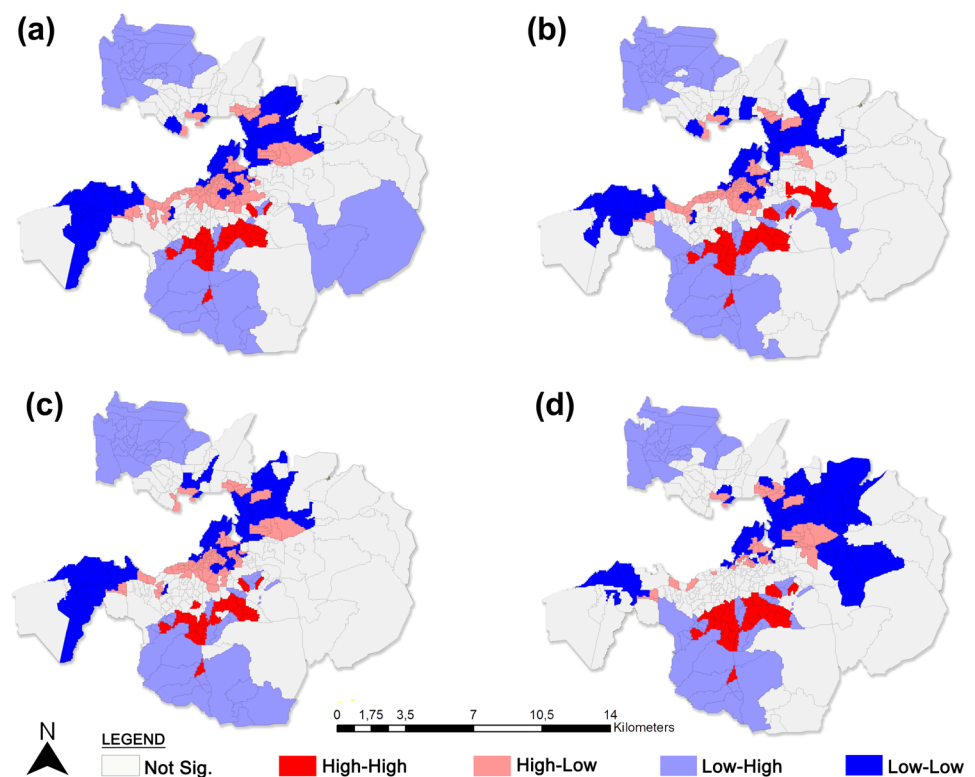 (a)
(b)
(c)
(d)
0 1,75 3,5 7 10,5 14
Kilometers
N
LEGEND
Not Sig.
High-High
High-Low
Low-High
Low-Low